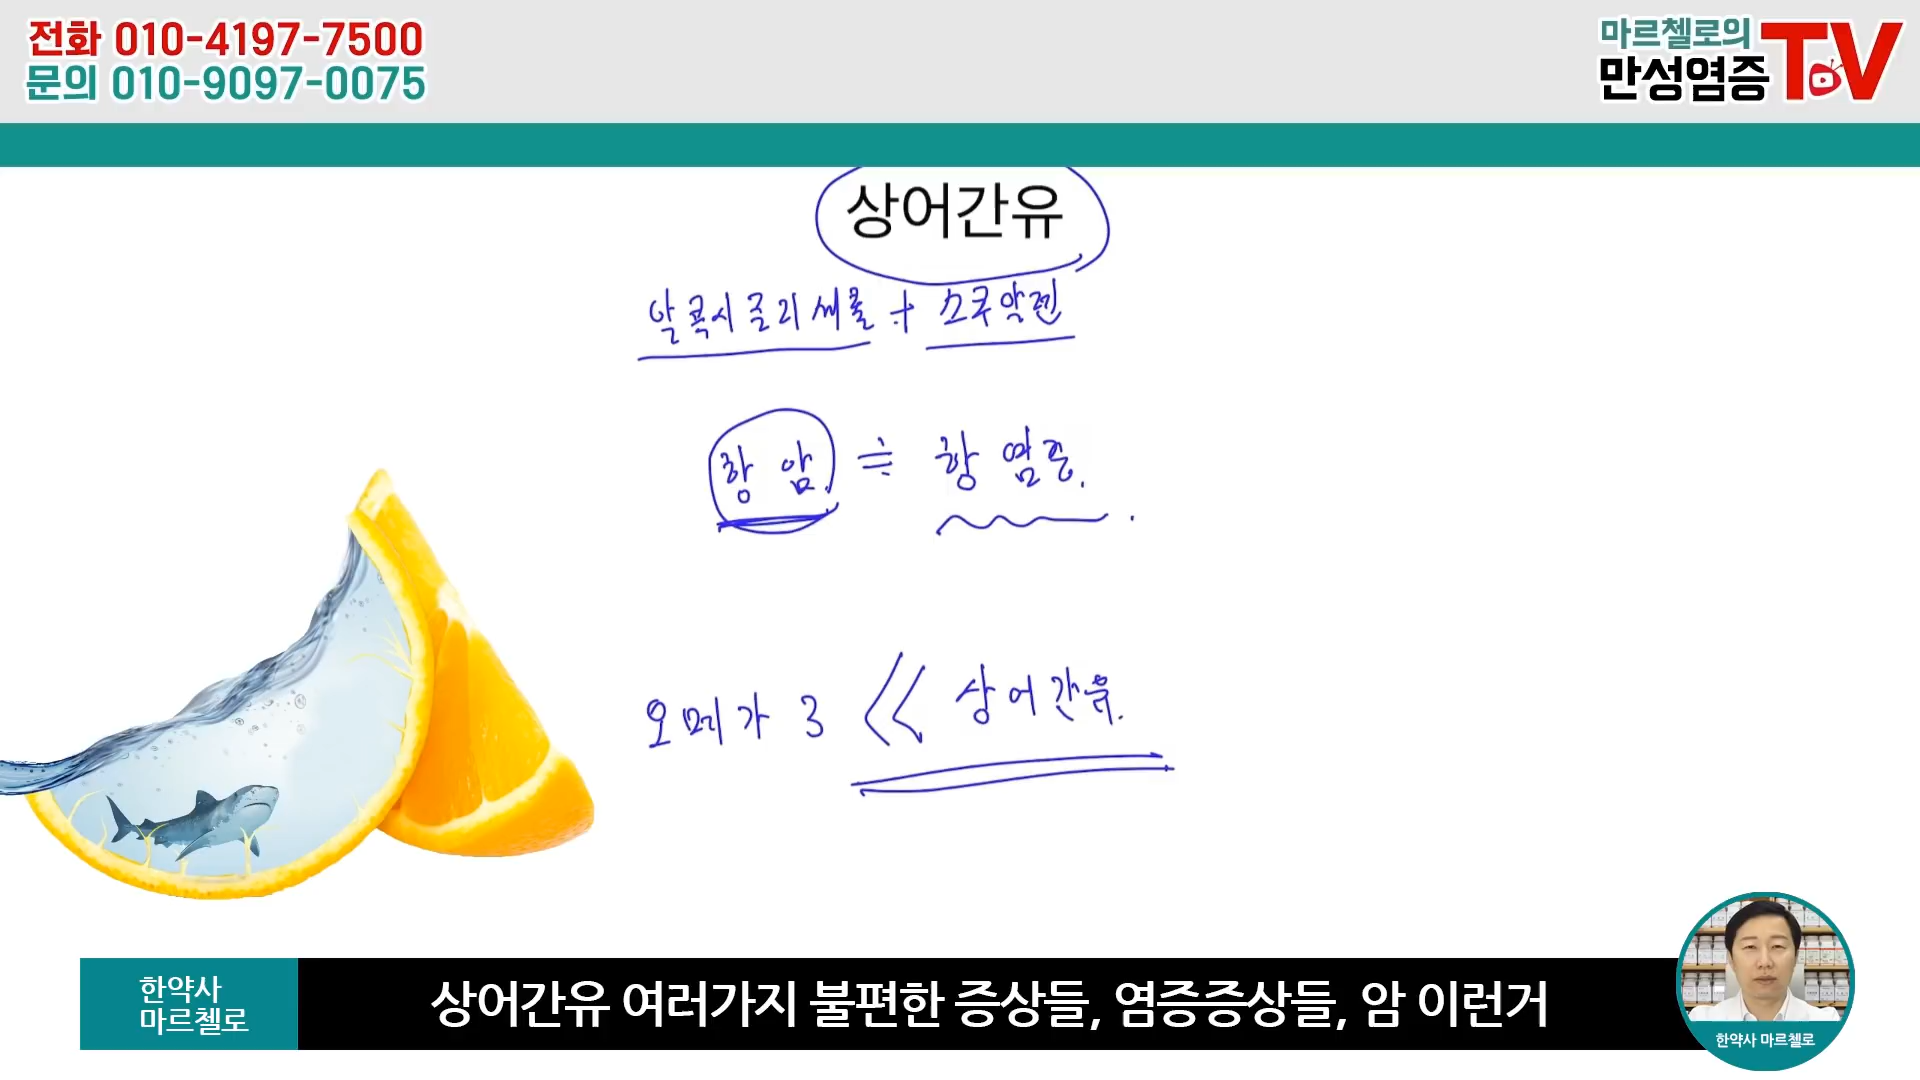 전화 010-4197-7500
문의 010-9097-0075
마르첼로의
만성염증TV
상어간유
알콕시글리세롤 + 스쿠알렌
항암. ≒ 항염증.
오메가 3 << 상어간유.
한약사
마르첼로
상어간유 여러가지 불편한 증상들, 염증증상들, 암 이런거
한약사 마르첼로